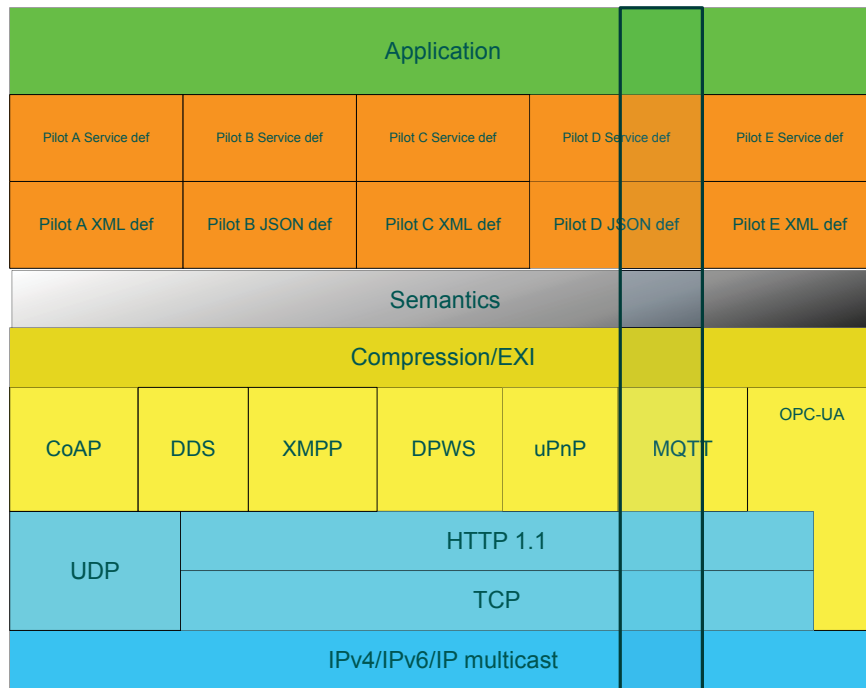 Application
Pilot A Service def
Pilot B Service def
Pilot C Service def
Pilot D Service def
Pilot E Service def
Pilot A XML def
Pilot B JSON def
Pilot C XML def
Pilot D JSON def
Pilot E XML def
Semantics
Compression/EXI
CoAP
DDS
XMPP
DPWS
uPnP
MQTT
OPC-UA
UDP
HTTP 1.1
TCP
IPv4/IPv6/IP multicast